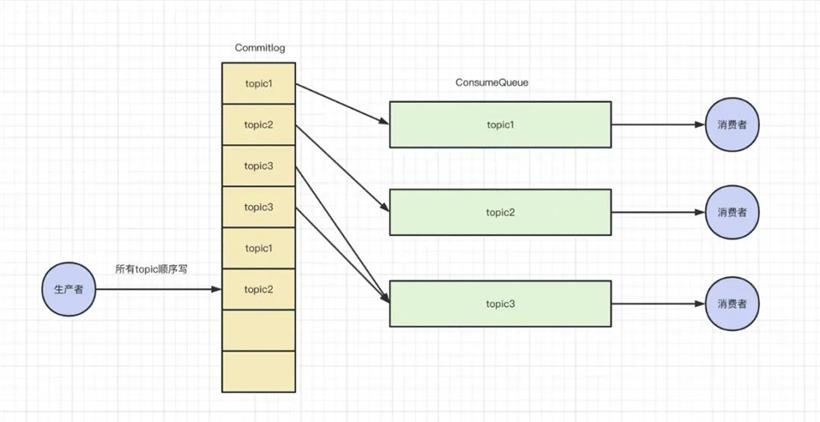 Commitlog
topic1
topic2
topic3
topic3
topic1
topic2
生产者
所有topic顺序写
ConsumeQueue
topic1
topic2
topic3
消费者
消费者
消费者